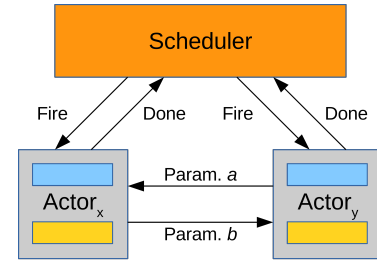 Scheduler
Fire
Done
Fire
Done
Param. a
Actorx
Actory
Param. b